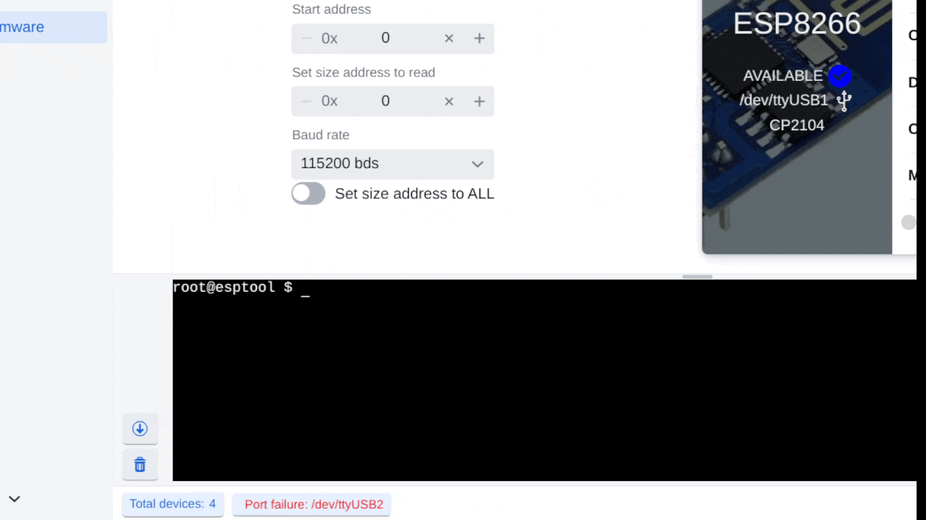 mware
Start address
0x 0
Set size address to read
0x 0
Baud rate
115200 bds
Set size address to ALL
ESP8266
AVAILABLE
/dev/ttyUSB1
CP2104
C
D
C
M
root@esptool $ _
Total devices: 4
Port failure: /dev/ttyUSB2